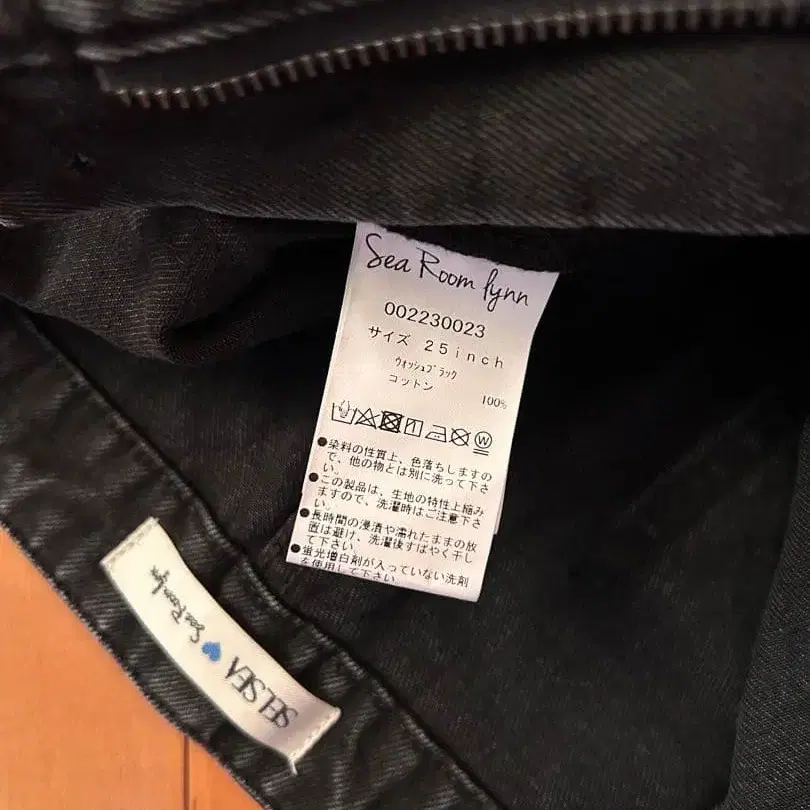 Sea Room lynn
002230023
サイズ 25inch
ウォッシュブラック
コットン
100%
W
●染料の性質上、色落ちしますの
で、他の物とは別に洗って下さ
い。
●この製品は、生地の特性上縮み
ますので、洗濯時はご注意下さ
い。
●長時間の浸漬や濡れたままの放
置は避け、洗濯後すばやく干し
て下さい。
●蛍光増白剤が入っていない洗剤
を使用して下さい。
SELSEA
Sea Room lynn